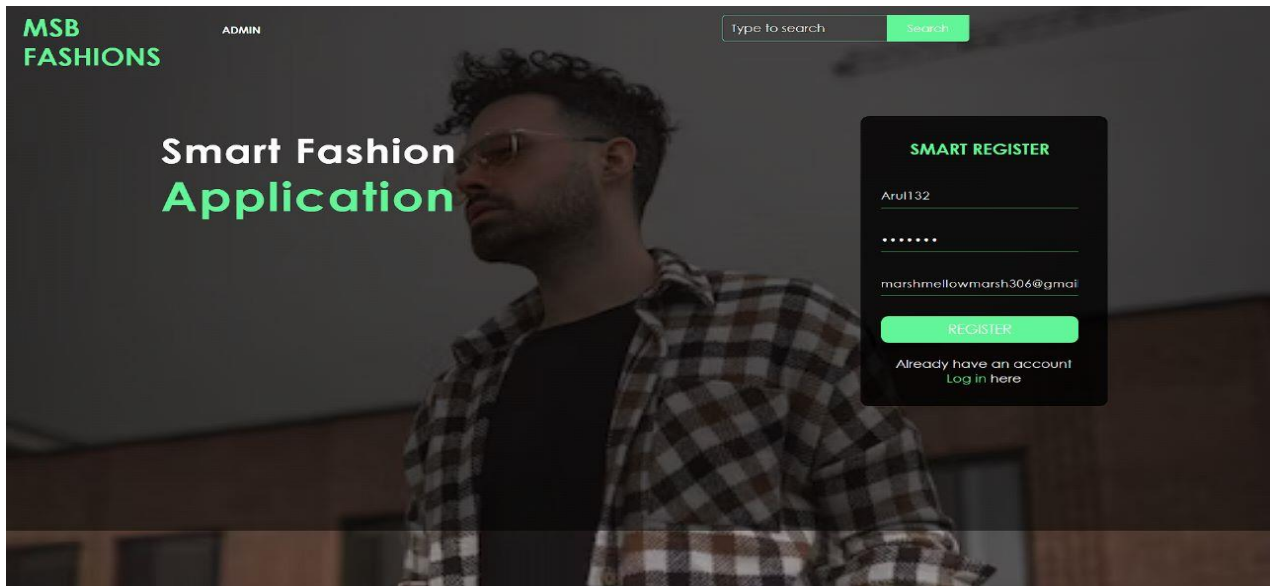 MSB
FASHIONS
ADMIN
Type to search
Search
Smart Fashion
Application
SMART REGISTER
Arul132
•••••••
marshmellowmarsh306@gmai
REGISTER
Already have an account
Log in here